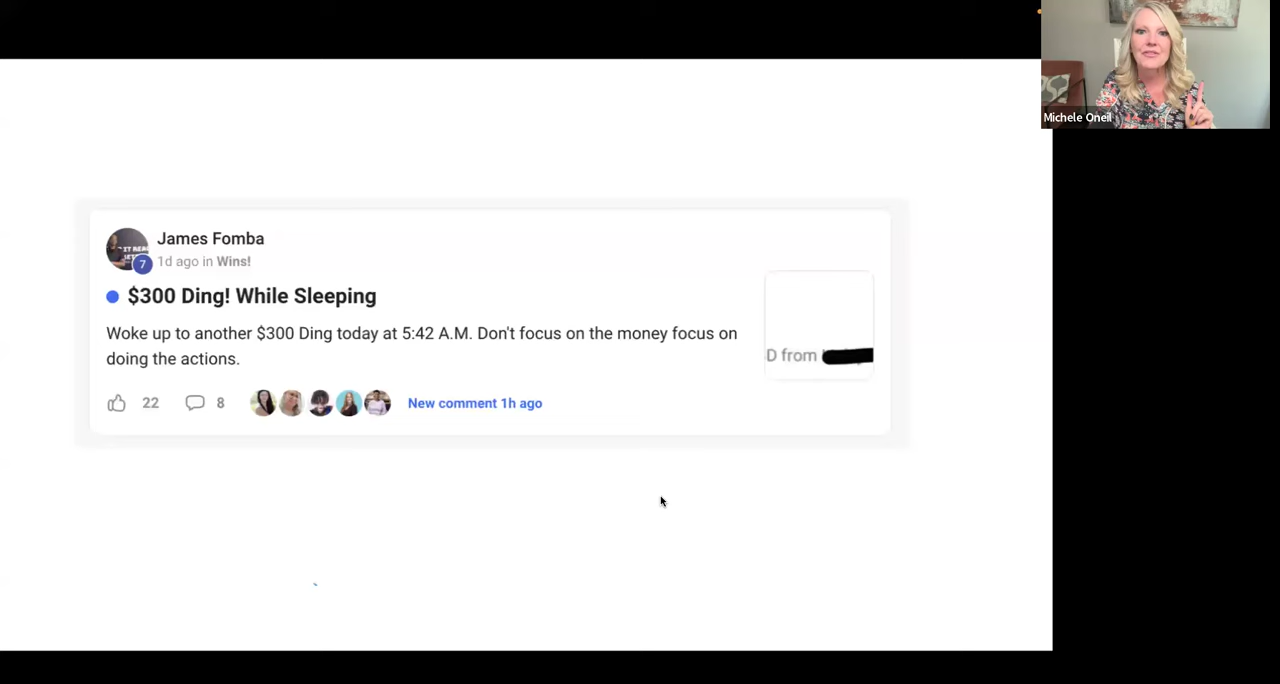 Michele Oneil
James Fomba
7
1d ago in Wins!
$300 Ding! While Sleeping
Woke up to another $300 Ding today at 5:42 A.M. Don't focus on the money focus on
doing the actions.
D from
22
8
New comment 1h ago